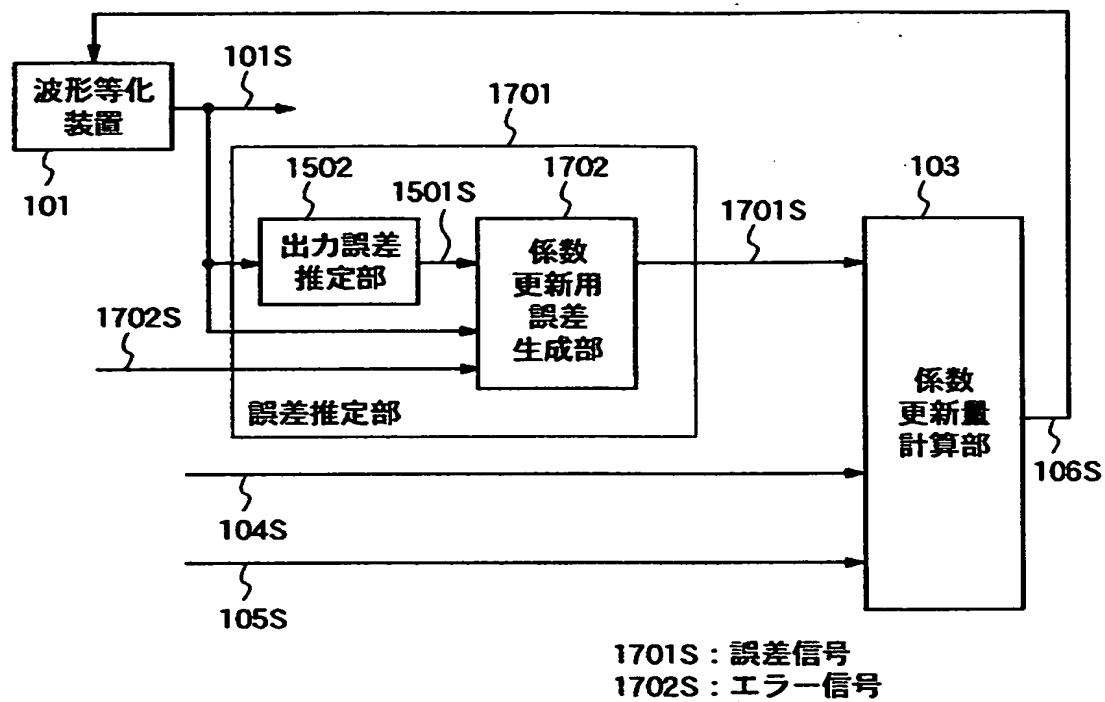 101S
波形等化
装置
101
1701
1502
1501S
1702
1701S
103
出力誤差
推定部
係数
更新用
誤差
生成部
1702S
誤差推定部
係数
更新量
計算部
106S
104S
105S
1701S：誤差信号
1702S：エラー信号